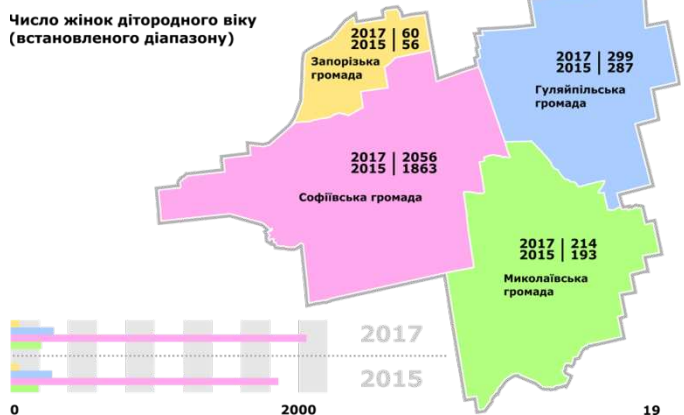 Число жінок дітородного віку
(встановленого діапазону)
2017 | 60
2015 | 56
Запорізька
громада
2017 | 299
2015 | 287
Гуляйпільська
громада
2017 | 2056
2015 | 1863
Софіївська громада
2017 | 214
2015 | 193
Миколаївська
громада
2017
2015
0 2000 19